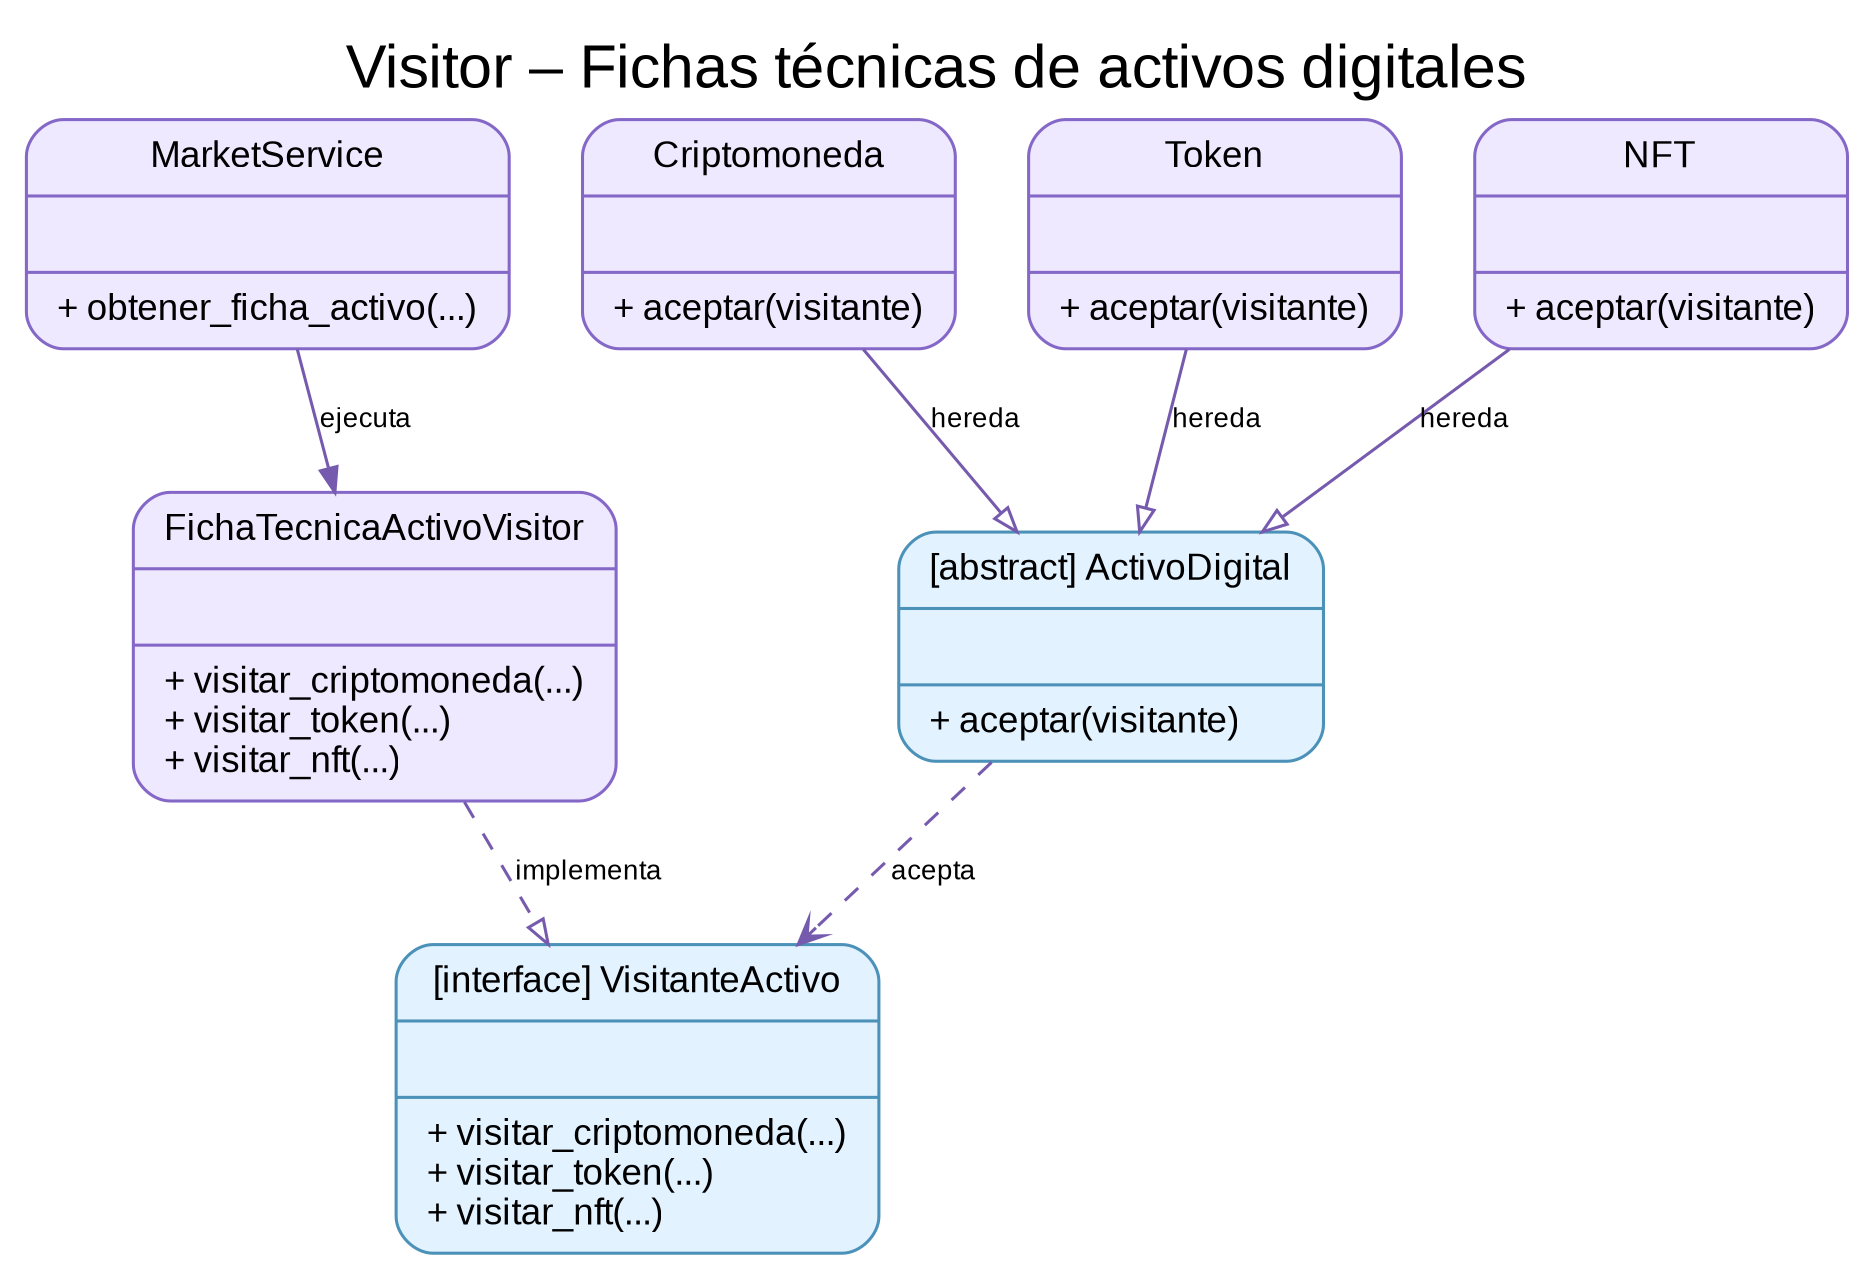 Visitor – Fichas técnicas de activos digitales
MarketService
+ obtener_ficha_activo(...)
Criptomoneda
+ aceptar(visitante)
Token
+ aceptar(visitante)
NFT
+ aceptar(visitante)
ejecuta
hereda
hereda
hereda
FichaTecnicaActivoVisitor
+ visitar_criptomoneda(...)
+ visitar_token(...)
+ visitar_nft(...)
[abstract] ActivoDigital
+ aceptar(visitante)
implementa
acepta
[interface] VisitanteActivo
+ visitar_criptomoneda(...)
+ visitar_token(...)
+ visitar_nft(...)